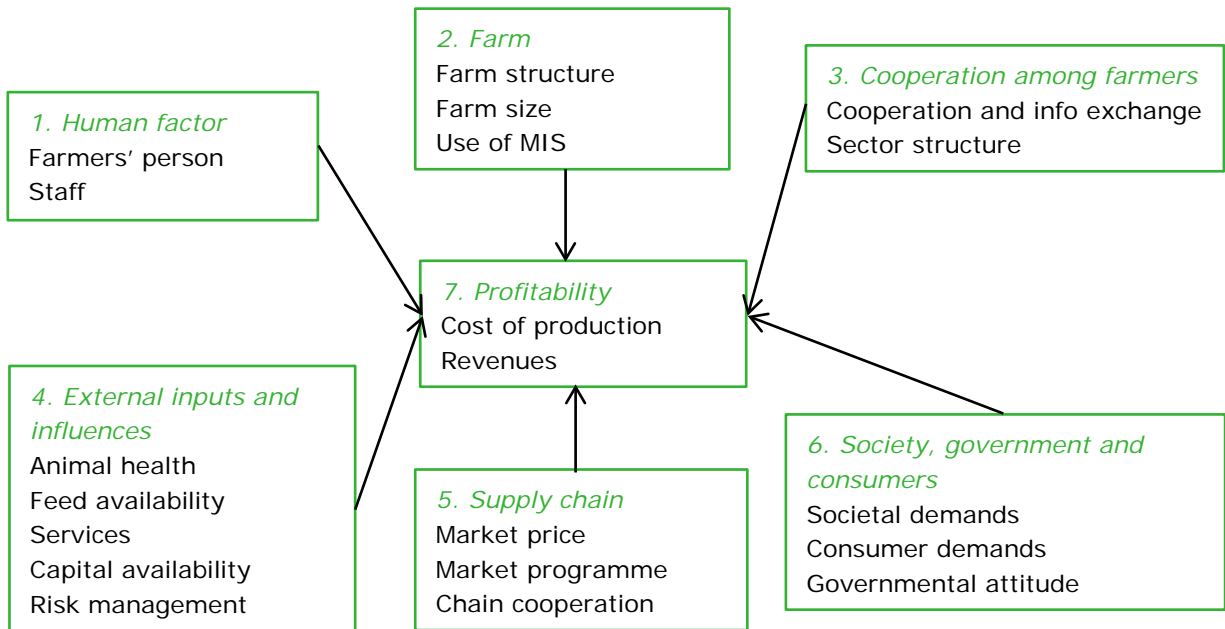 1. Human factor
Farmers' person
Staff
2. Farm
Farm structure
Farm size
Use of MIS
3. Cooperation among farmers
Cooperation and info exchange
Sector structure
7. Profitability
Cost of production
Revenues
4. External inputs and
influences
Animal health
Feed availability
Services
Capital availability
Risk management
5. Supply chain
Market price
Market programme
Chain cooperation
6. Society, government and
consumers
Societal demands
Consumer demands
Governmental attitude